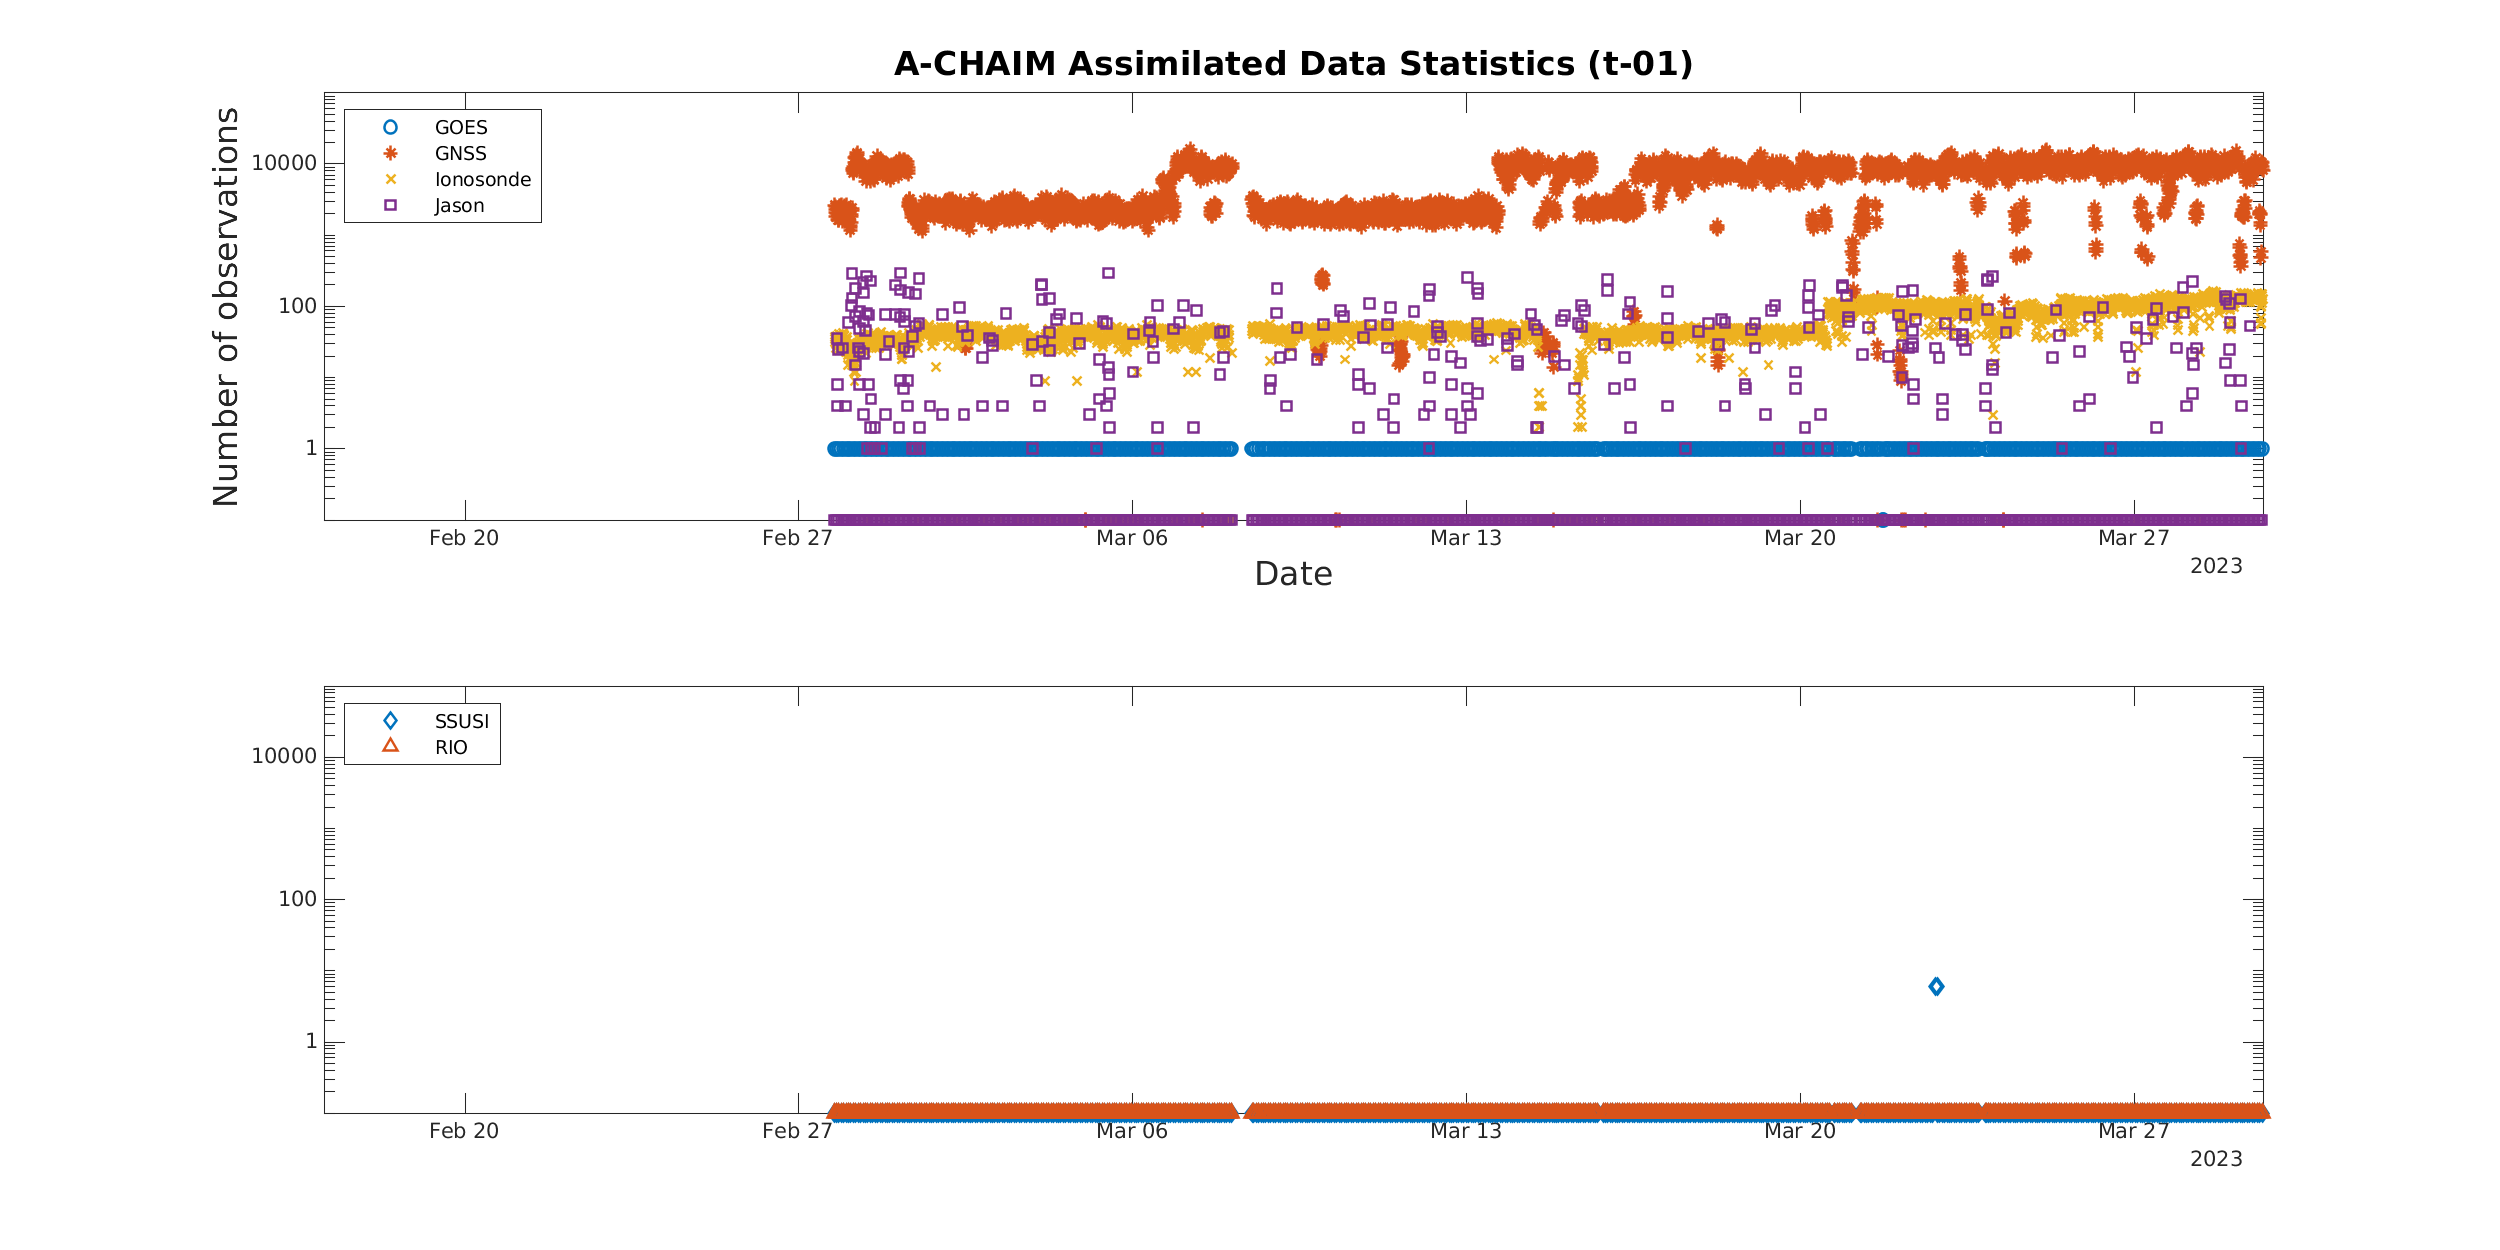 A-CHAIM Assimilated Data Statistics (t-01)
Number of observations
10000
100
1
GOES
GNSS
Ionosonde
Jason
Feb 20
Feb 27
Mar 06
Mar 13
Mar 20
Mar 27
2023
Date
10000
100
1
SSUSI
RIO
Feb 20
Feb 27
Mar 06
Mar 13
Mar 20
Mar 27
2023